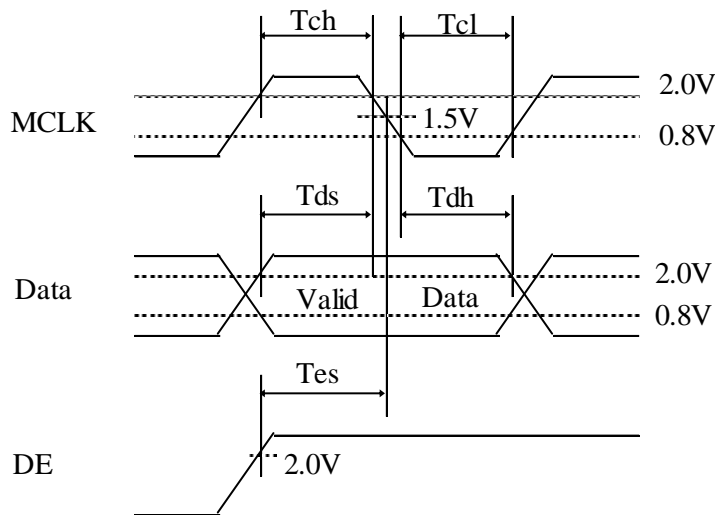 Tch Tcl
2.0V
MCLK 1.5V
0.8V
Tds Tdh
2.0V
Data Valid Data
0.8V
Tes
DE 2.0V